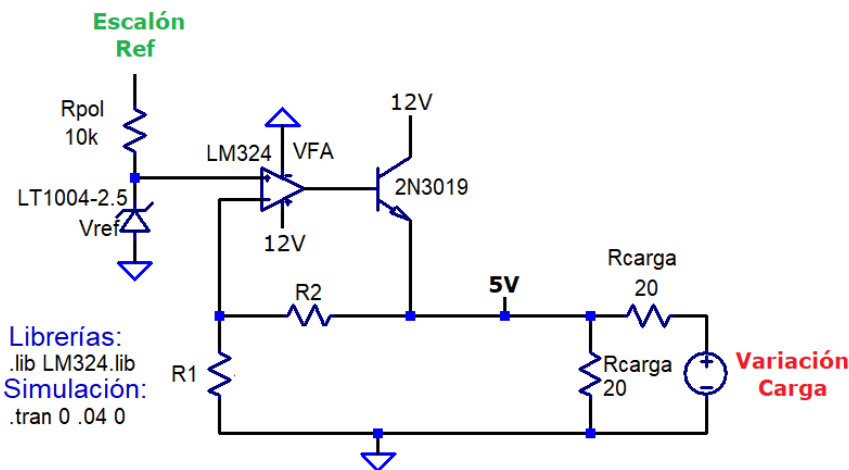 Escalón
Ref
Rpol
10k
LT1004-2.5
Vref
LM324
VFA
12V
12V
2N3019
R2
R1
5V
Rcarga
20
Rcarga
20
Variación
Carga
Librerías:
.lib LM324.lib
Simulación:
.tran 0 .04 0